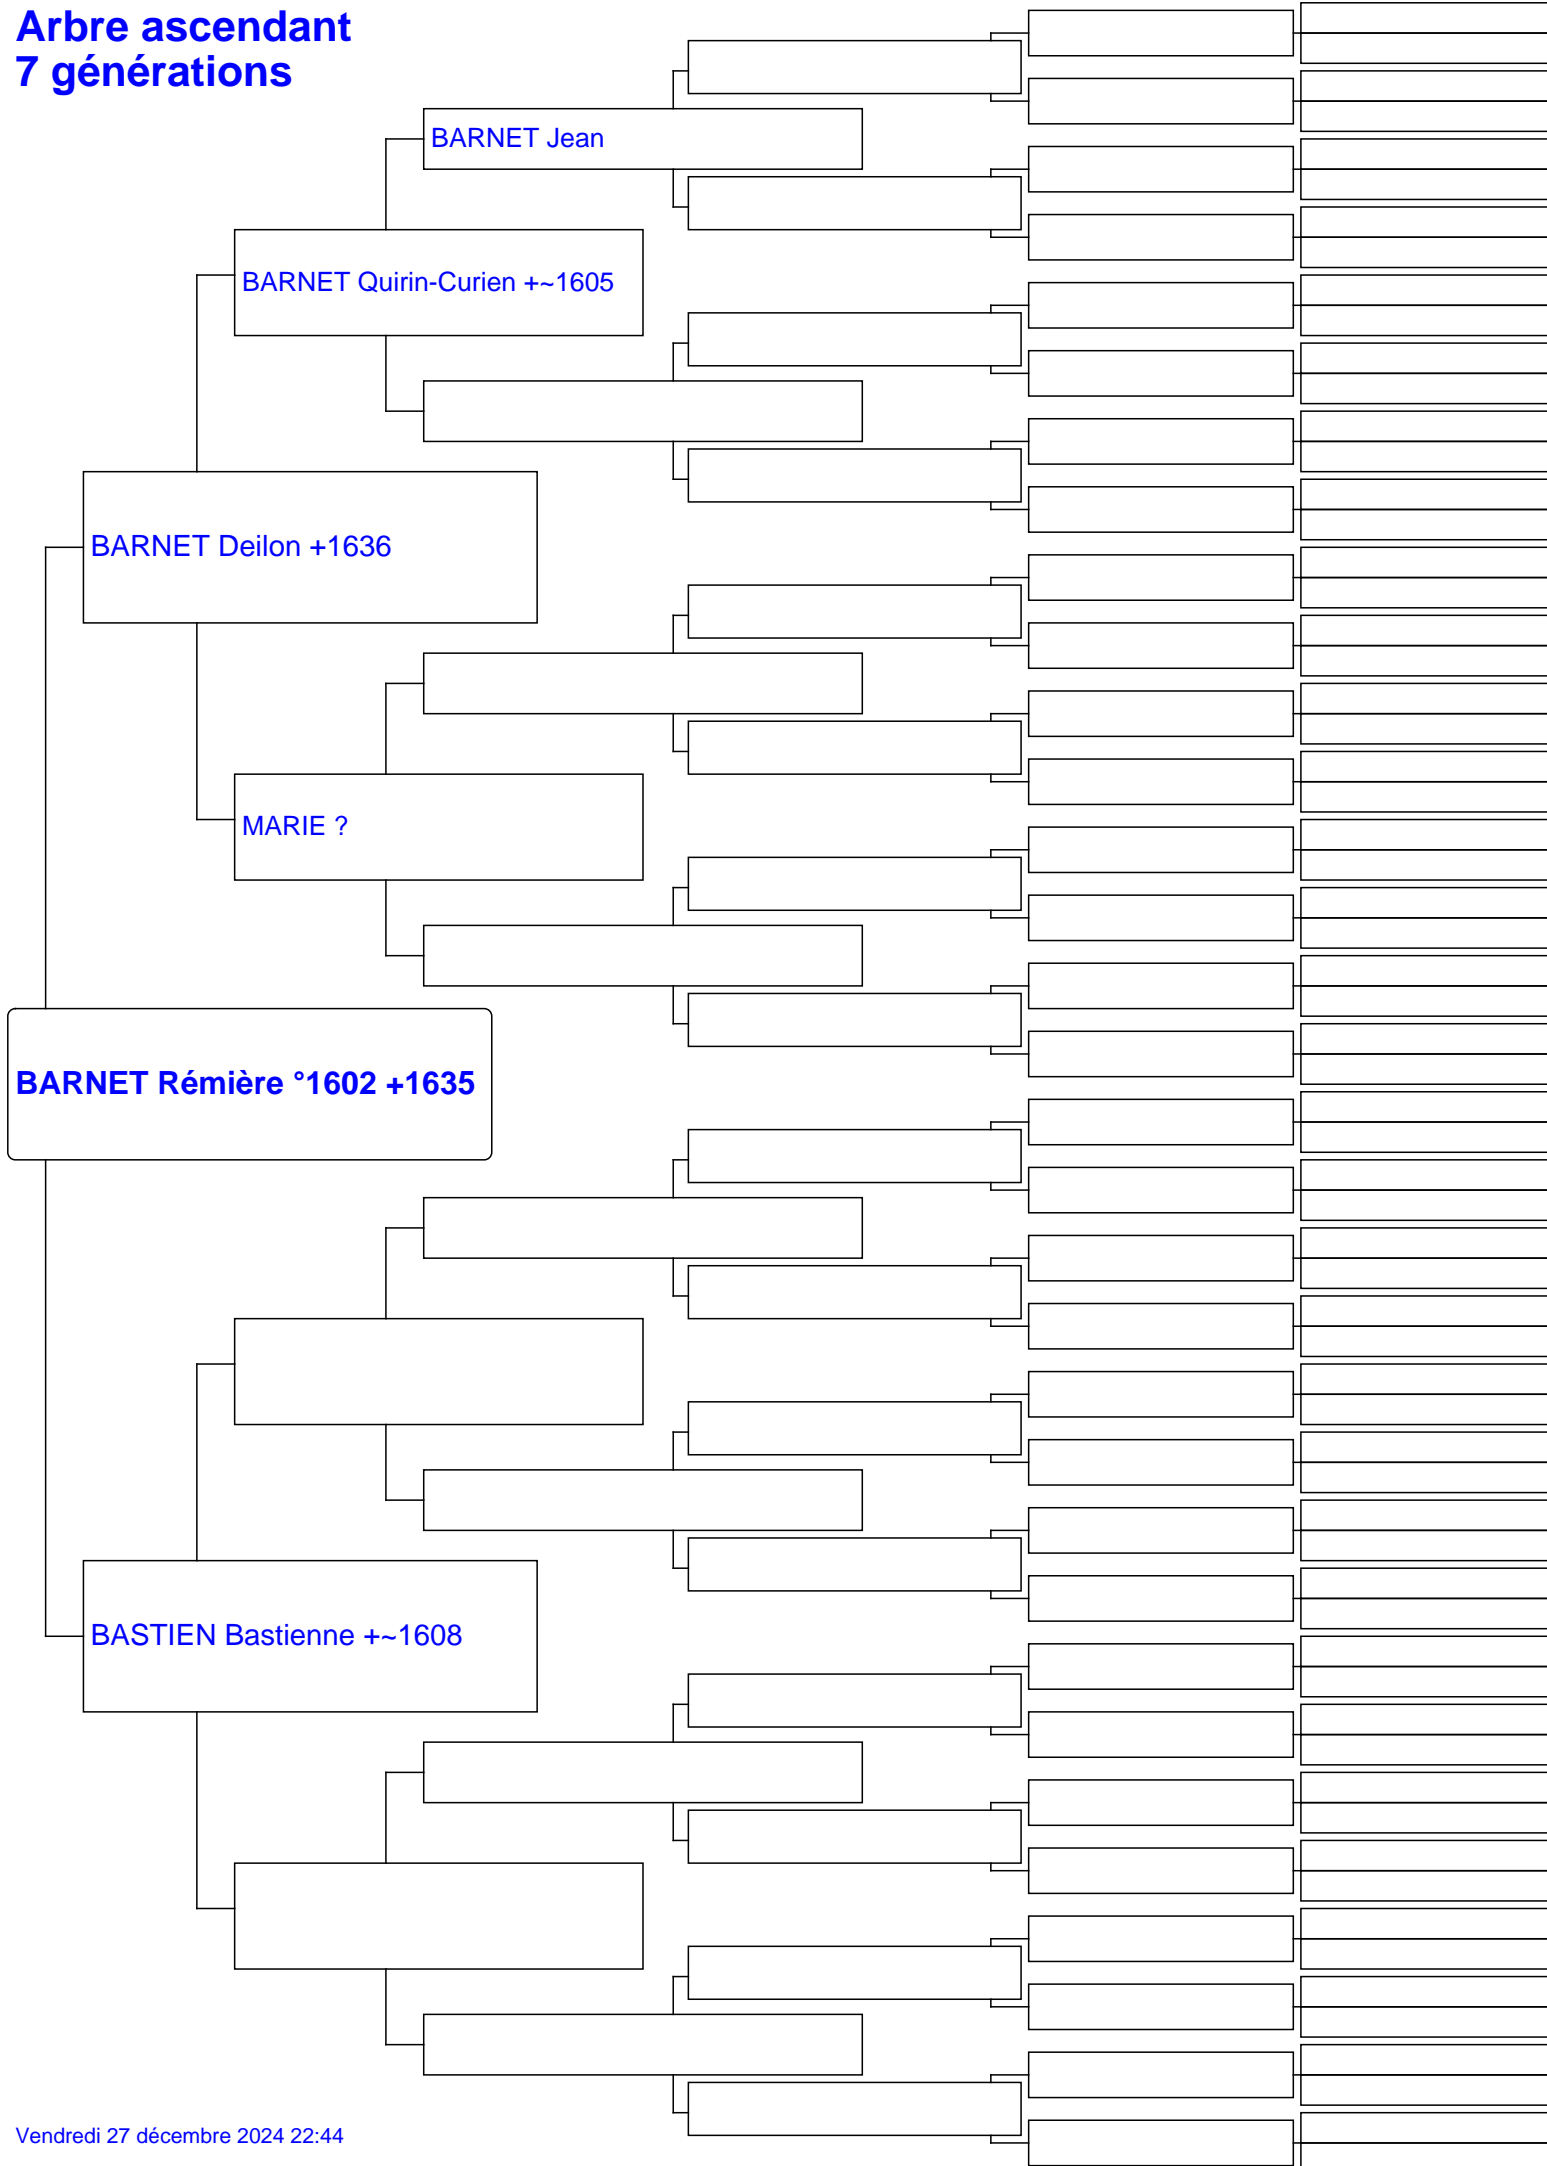 Arbre ascendant
7 générations
BARNET Jean
BARNET Quirin-Curien +~1605
BARNET Deilon +1636
MARIE ?
BARNET Rémière °1602 +1635
BASTIEN Bastienne +~1608
Vendredi 27 décembre 2024 22:44